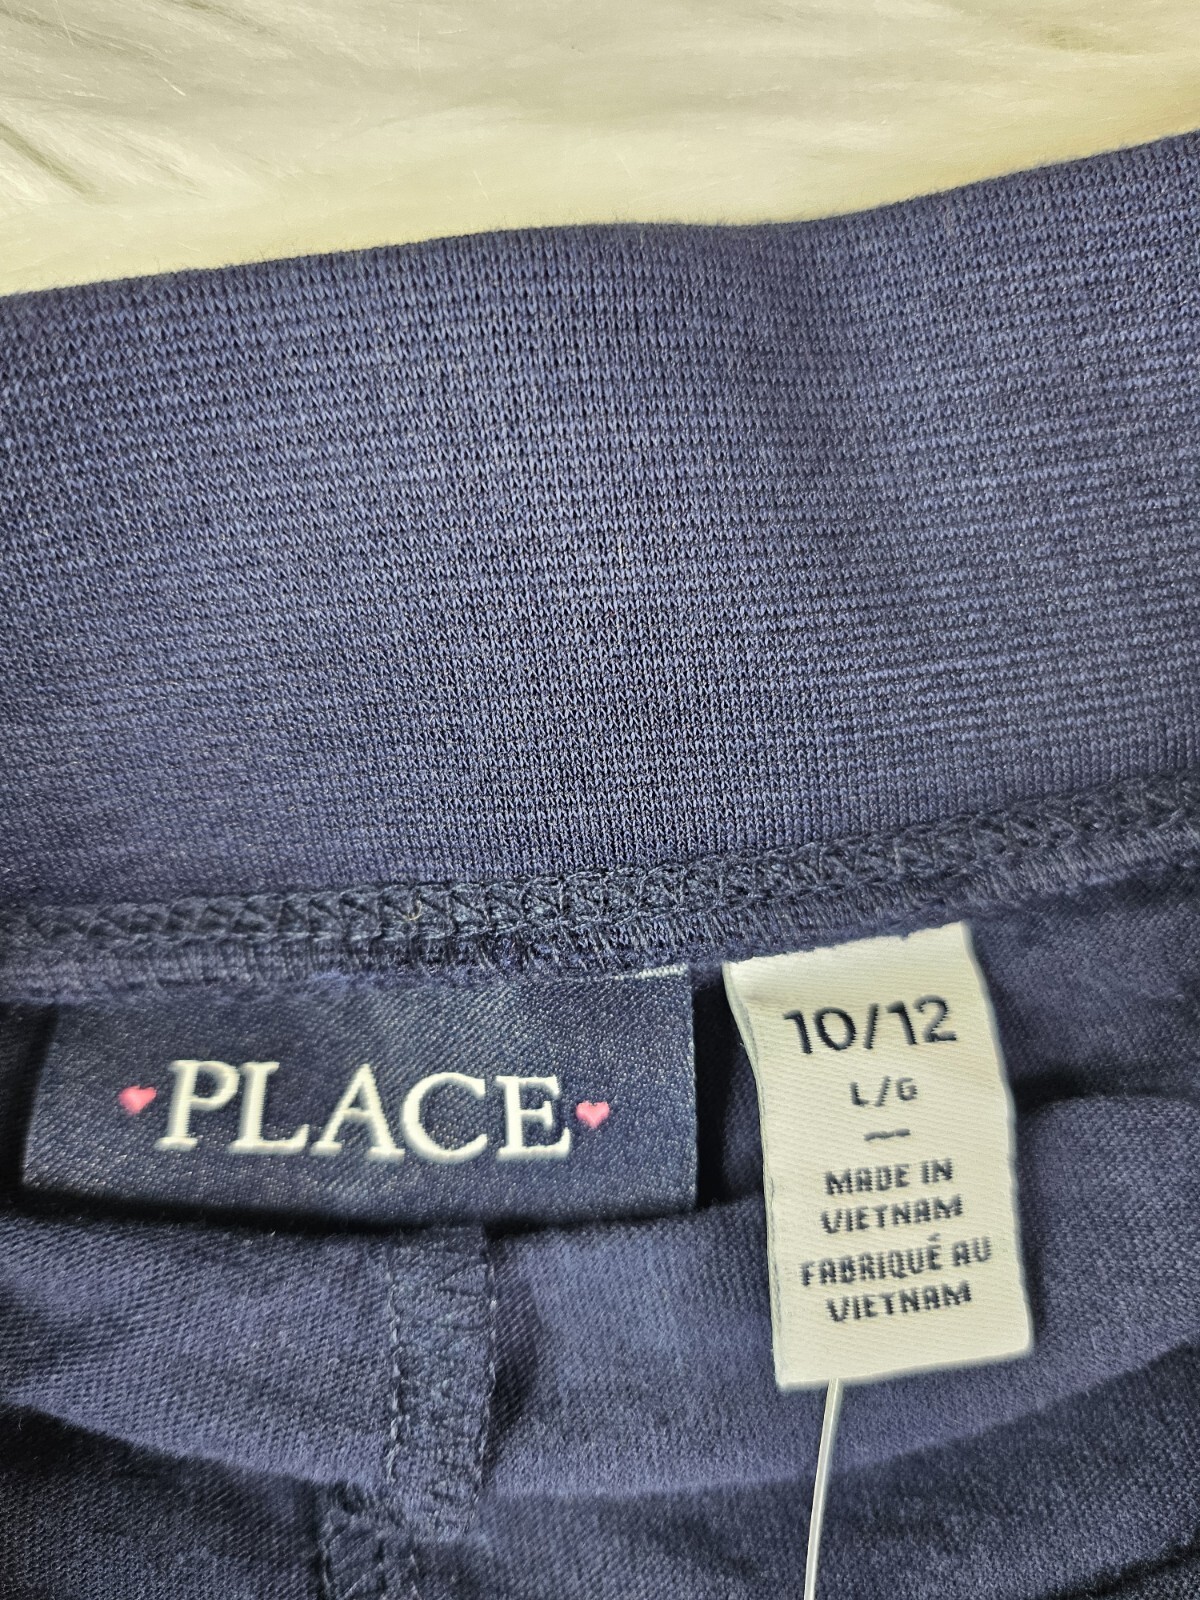 PLACE
10/12
L/G
MADE IN
VIETNAM
FABRIQUÉ AU
VIETNAM